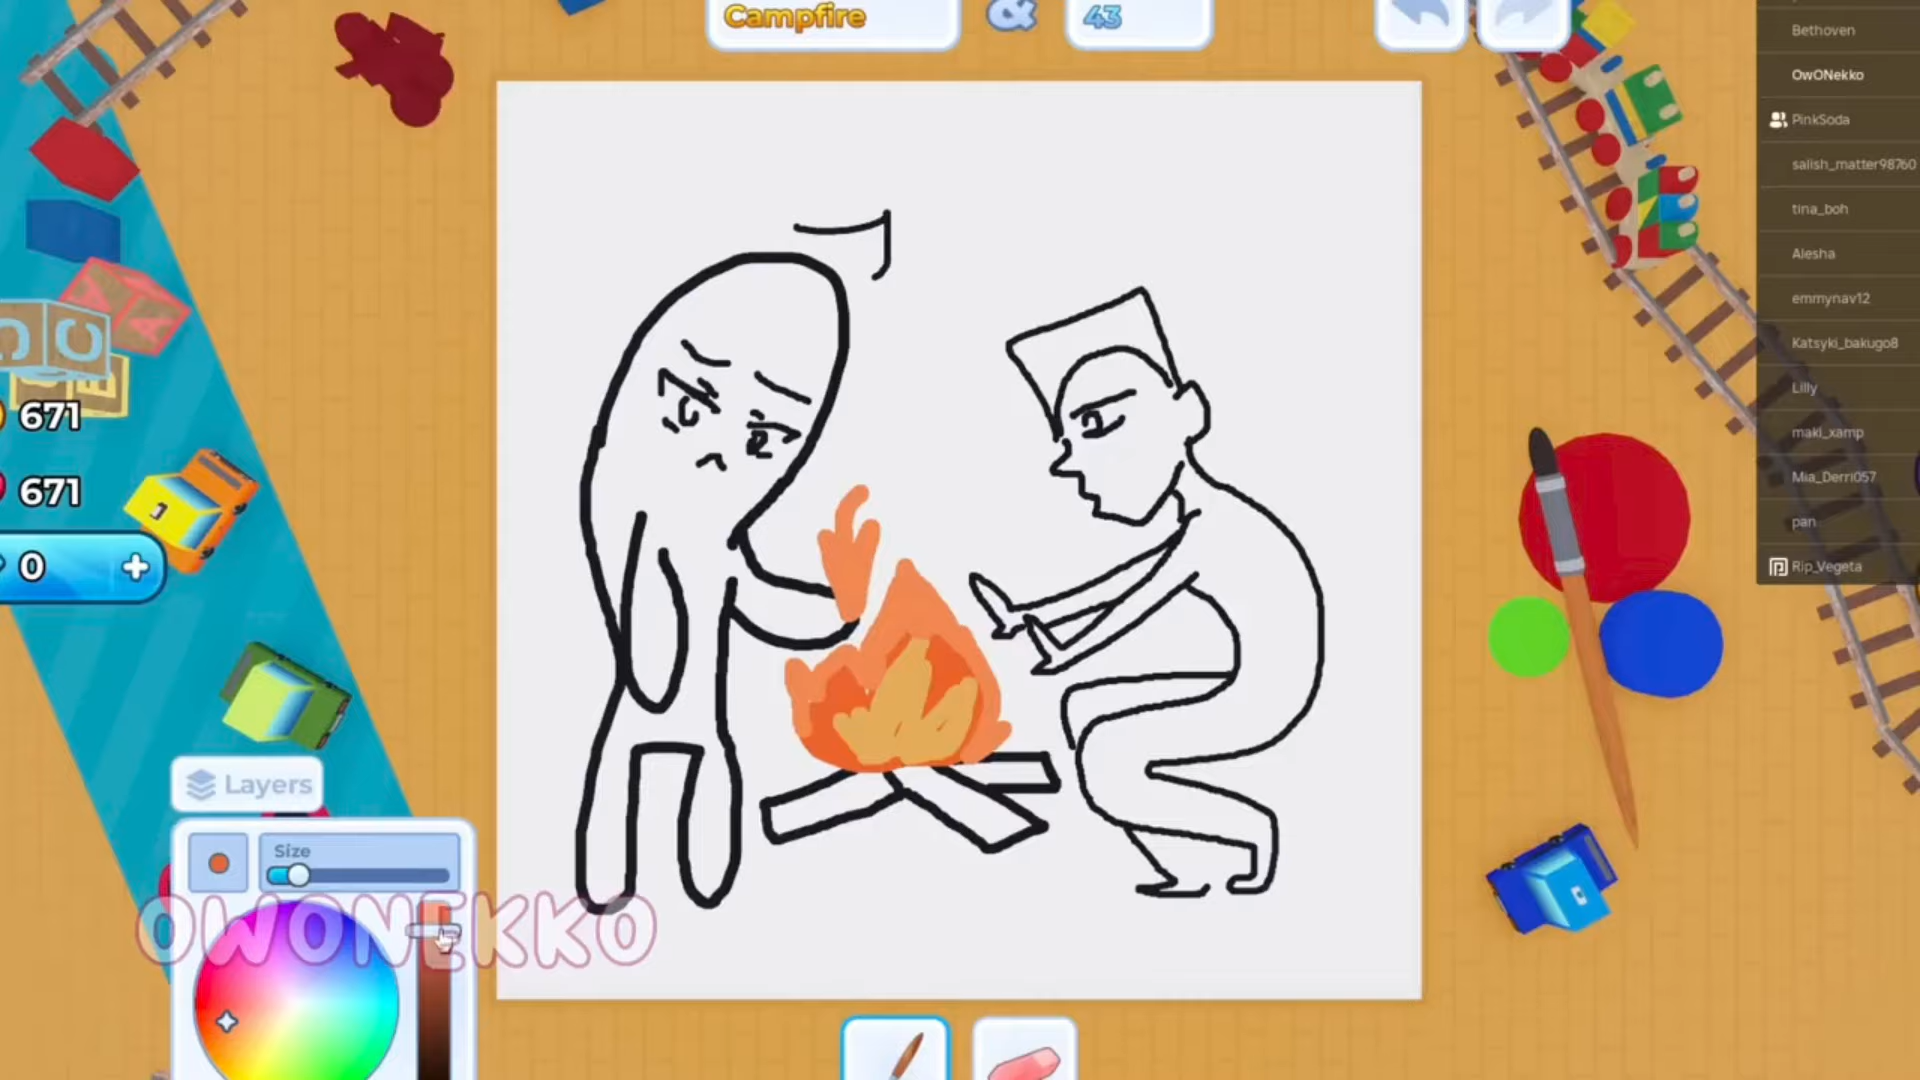 Campfire & 43
Bethoven
OwONekko
PinkSoda
salish_matter98760
tina_boh
Alesha
emmynav12
Katsyki_bakugo8
Lilly
maki_xamp
Mia_Derri057
pan
Rip_Vegeta
A
A
C
E
671
671
1
0 +
Layers
Size
OWONEKKO